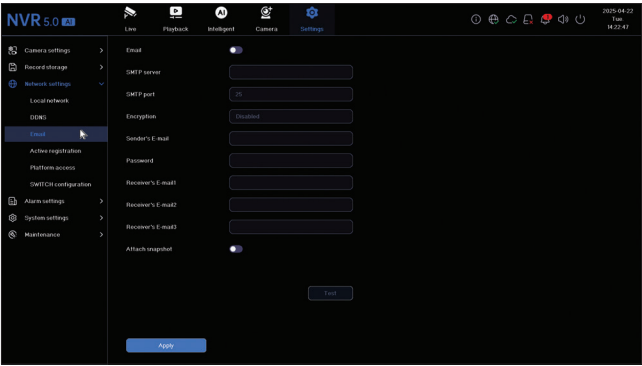 NVR 5.0 AI
Live
Playback
AI
Intelligent
Camera
Settings
2025-04-22
Tue.
14:22:47
Camera settings
Record storage
Network settings
Local network
DDNS
Email
Active registration
Platform access
SWITCH configuration
Alarm settings
System settings
Maintenance
Email
SMTP server
SMTP port 25
Encryption Disabled
Sender's E-mail
Password
Receiver's E-mail1
Receiver's E-mail2
Receiver's E-mail3
Attach snapshot
Test
Apply